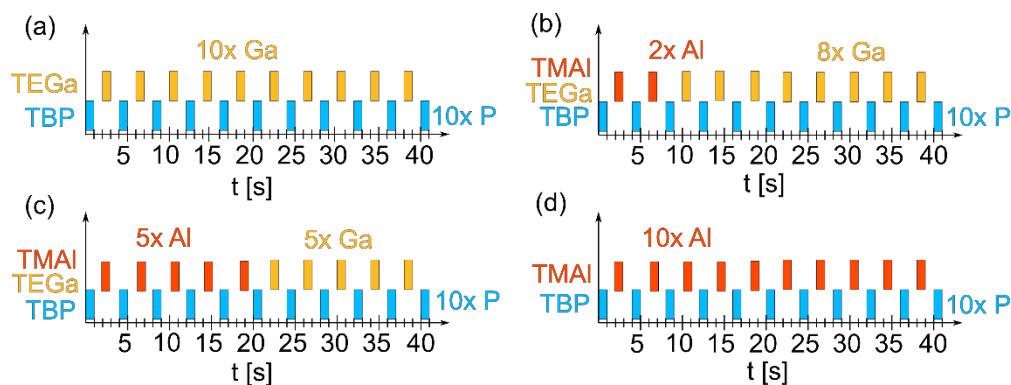 (a)
10x Ga
TEGa
TBP
10x P
5 10 15 20 25 30 35 40
t [s]
(b)
2x Al 8x Ga
TMAl
TEGa
TBP
10x P
5 10 15 20 25 30 35 40
t [s]
(c)
5x Al 5x Ga
TMAl
TEGa
TBP
10x P
5 10 15 20 25 30 35 40
t [s]
(d)
10x Al
TMAl
TBP
10x P
5 10 15 20 25 30 35 40
t [s]